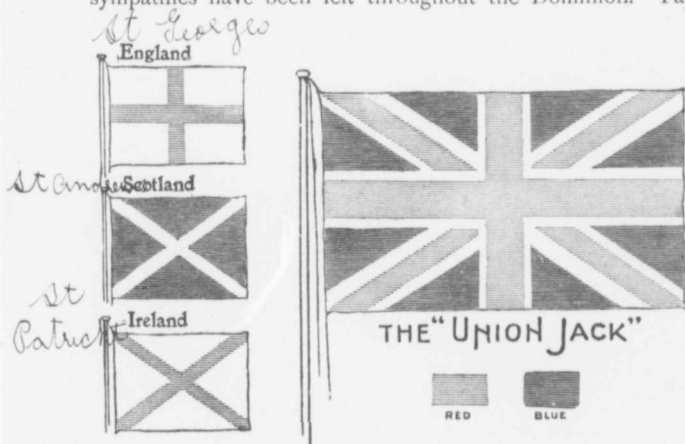 sympathies have been felt throughout the Dominion.
St Georges
England
St Andrews Scotland
St
Patrick
Ireland
THE "UNION JACK"
RED
BLUE